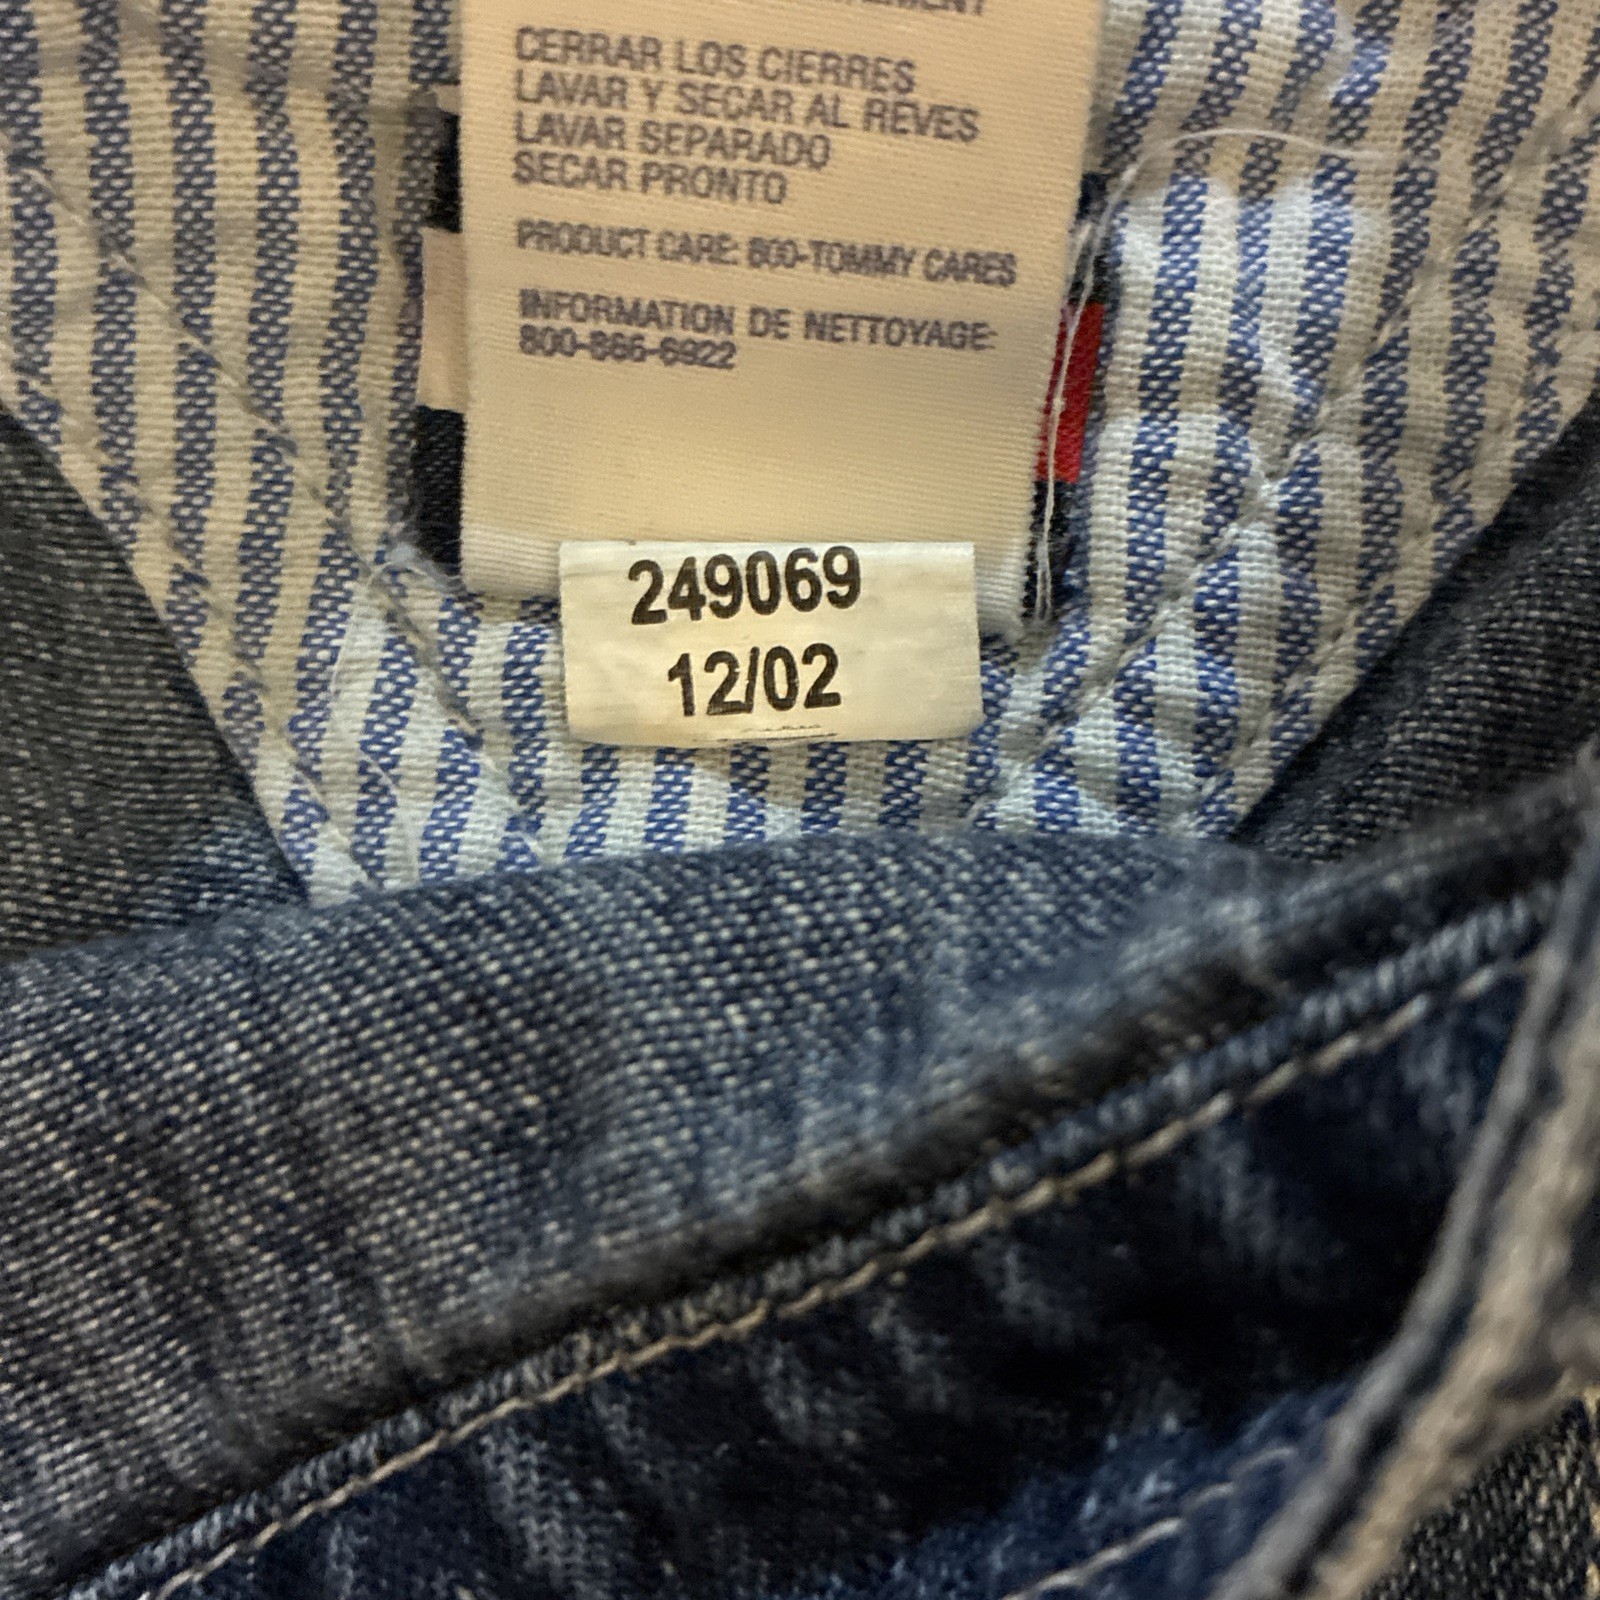 CERRAR LOS CIERRES
LAVAR Y SECAR AL REVES
LAVAR SEPARADO
SECAR PRONTO
PRODUCT CARE: 800-TOMMY CARES
INFORMATION DE NETTOYAGE:
800-866-6922
249069
12/02